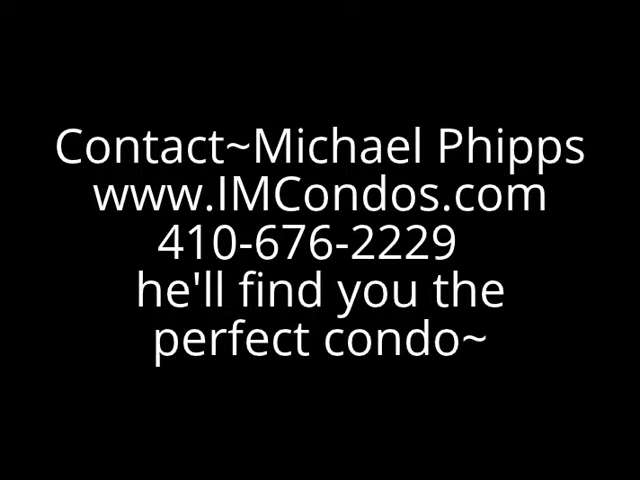 Contact~Michael Phipps
www.IMCondos.com
410-676-2229
he'll find you the
perfect condo~